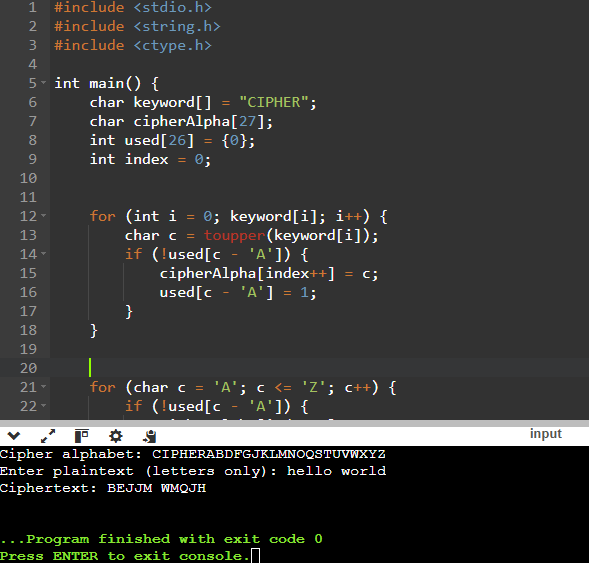 1 #include <stdio.h>
2 #include <string.h>
3 #include <ctype.h>
4
5 int main() {
6     char keyword[] = "CIPHER";
7     char cipherAlpha[27];
8     int used[26] = {0};
9     int index = 0;
10
11
12     for (int i = 0; keyword[i]; i++) {
13         char c = toupper(keyword[i]);
14         if (!used[c - 'A']) {
15             cipherAlpha[index++] = c;
16             used[c - 'A'] = 1;
17         }
18     }
19
20
21     for (char c = 'A'; c <= 'Z'; c++) {
22         if (!used[c - 'A']) {
input
Cipher alphabet: CIPHERABDFGJKLMNOQSTUVWXYZ
Enter plaintext (letters only): hello world
Ciphertext: BEJJM WMQJH
...Program finished with exit code 0
Press ENTER to exit console.